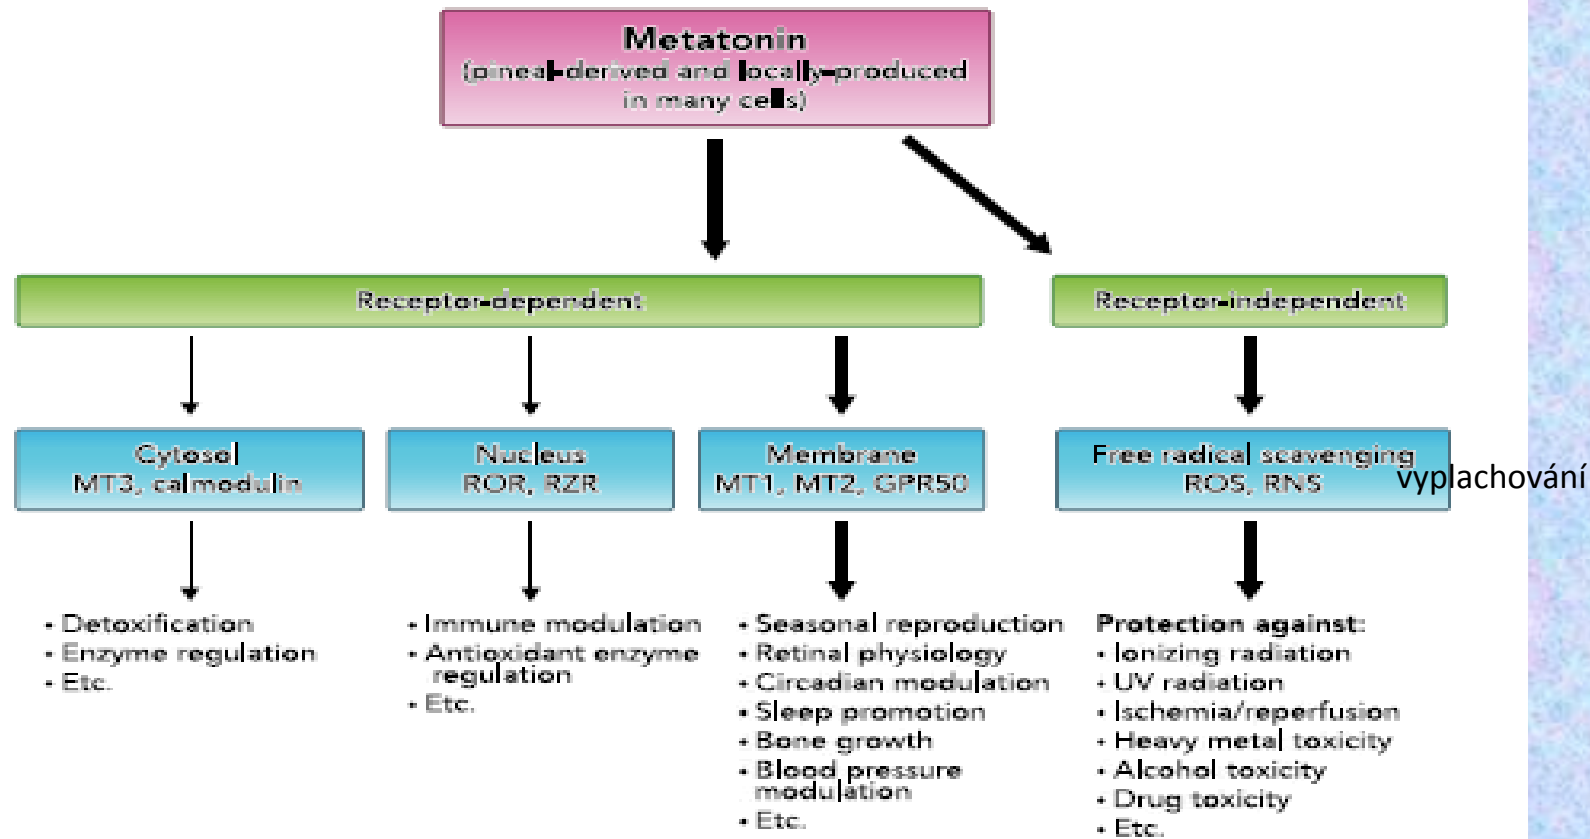 Metatonin
(pineal-derived and locally-produced
in many cells)
Receptor-dependent
Receptor-independent
Cytosol
MT3, calmodulin
Nucleus
ROR, RZR
Membrane
MT1, MT2, GPR50
Free radical scavenging
ROS, RNS
vyplachování
• Detoxification
• Enzyme regulation
• Etc.
• Immune modulation
• Antioxidant enzyme
regulation
• Etc.
• Seasonal reproduction
• Retinal physiology
• Circadian modulation
• Sleep promotion
• Bone growth
• Blood pressure
modulation
• Etc.
Protection against:
• Ionizing radiation
• UV radiation
• Ischemia/reperfusion
• Heavy metal toxicity
• Alcohol toxicity
• Drug toxicity
• Etc.